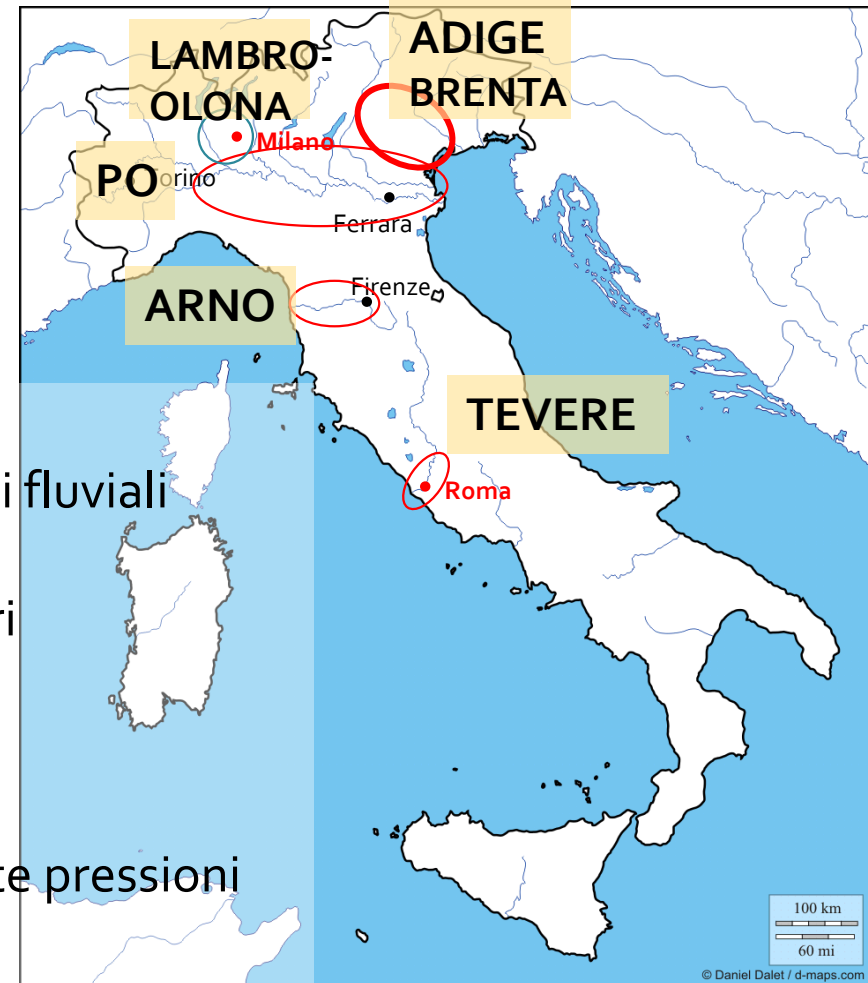 LAMBRO-
OLONA
ADIGE
BRENTA
Milano
PO
orino
Ferrara
Firenze
ARNO
TEVERE
i fluviali
Roma
ri
te pressioni
100 km
60 mi
© Daniel Dalet / d-maps.com